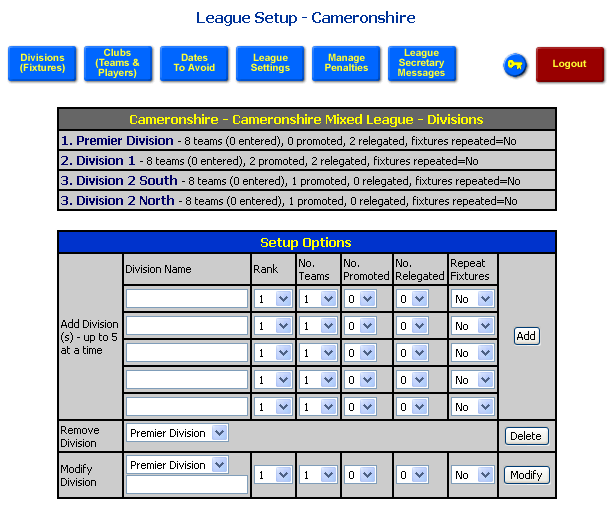 League Setup - Cameronshire
Divisions
(Fixtures)
Clubs
(Teams &
Players)
Dates
To Avoid
League
Settings
Manage
Penalties
League
Secretary
Messages
Logout
Cameronshire - Cameronshire Mixed League - Divisions
1. Premier Division - 8 teams (0 entered), 0 promoted, 2 relegated, fixtures repeated=No
2. Division 1 - 8 teams (0 entered), 2 promoted, 2 relegated, fixtures repeated=No
3. Division 2 South - 8 teams (0 entered), 1 promoted, 0 relegated, fixtures repeated=No
3. Division 2 North - 8 teams (0 entered), 1 promoted, 0 relegated, fixtures repeated=No
Setup Options
Add Division
(s) - up to 5
at a time
Division Name
Rank
No.
Teams
No.
Promoted
No.
Relegated
Repeat
Fixtures
1 1 0 0 No
1 1 0 0 No
1 1 0 0 No
1 1 0 0 No
1 1 0 0 No
Add
Remove
Division
Premier Division
Delete
Modify
Division
Premier Division
1 1 0 0 No
Modify